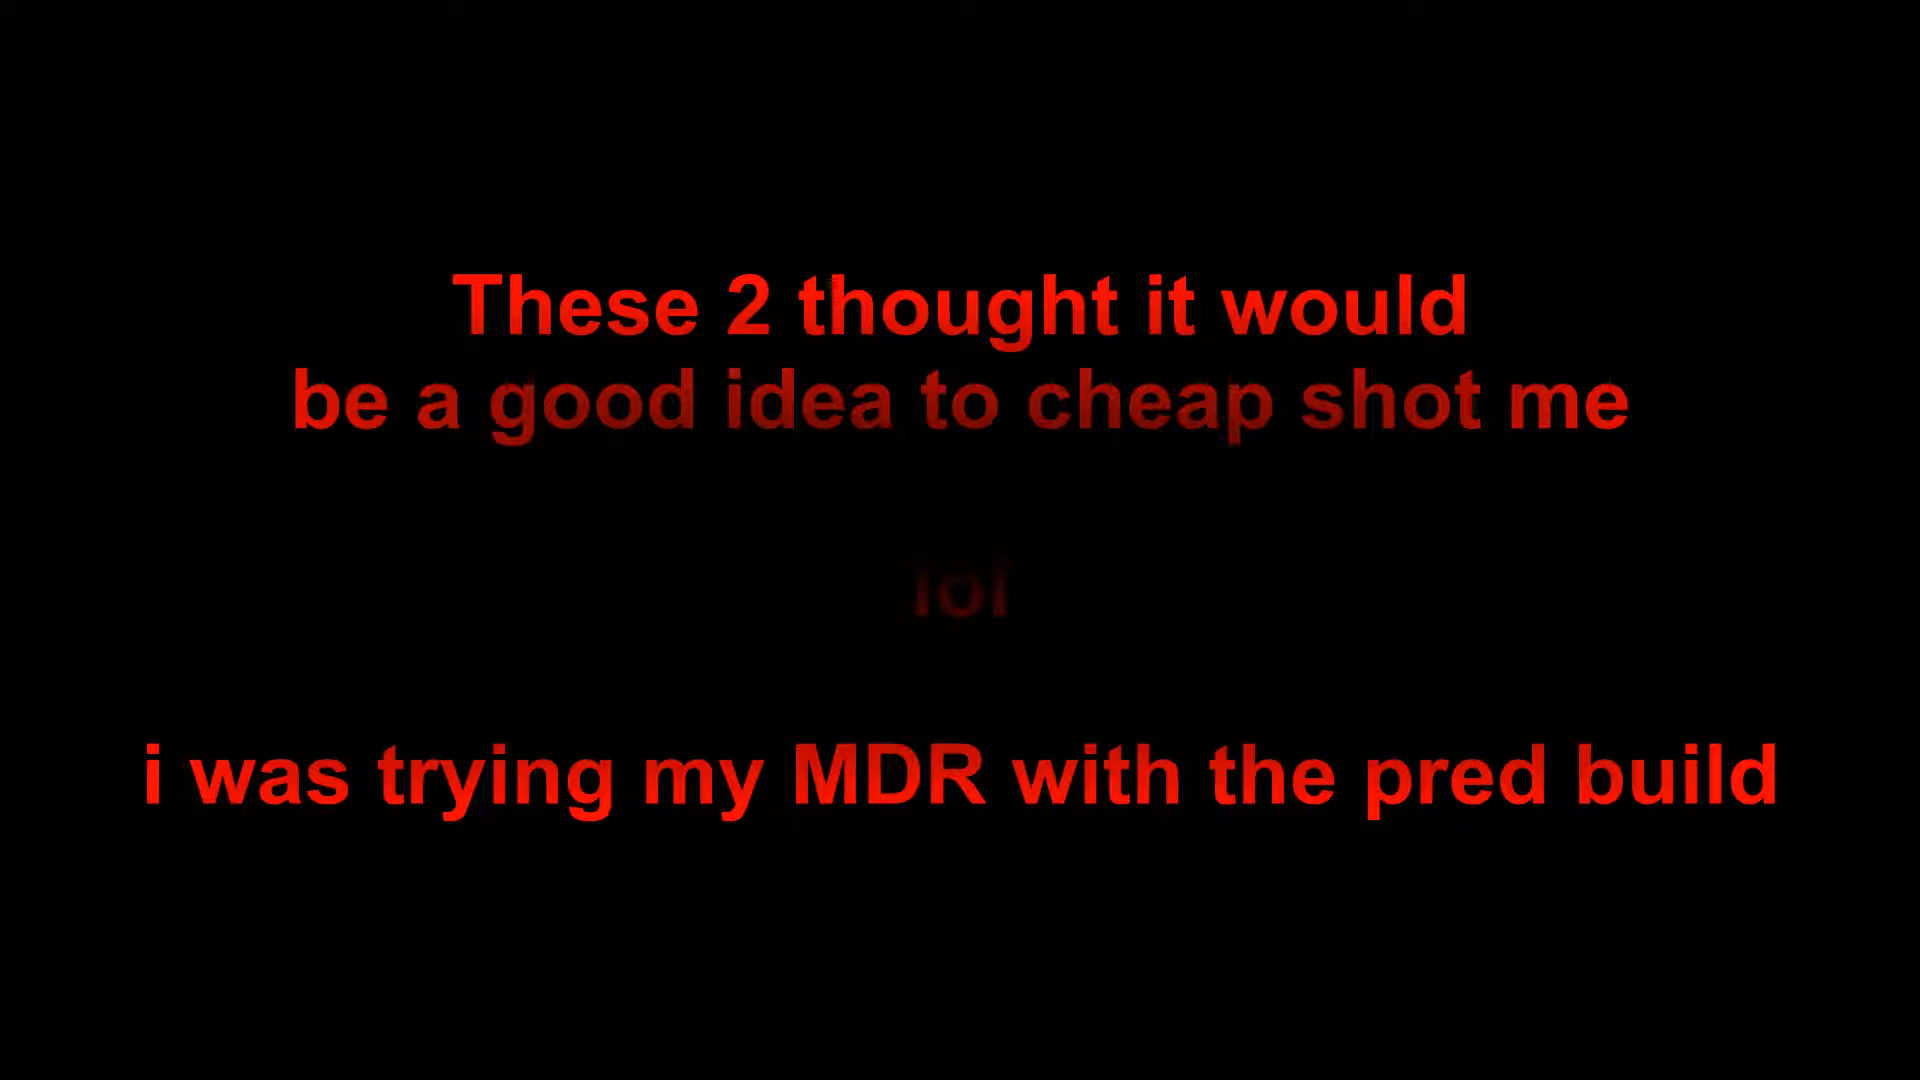 These 2 thought it would
be a good idea to cheap shot me
lol
i was trying my MDR with the pred build